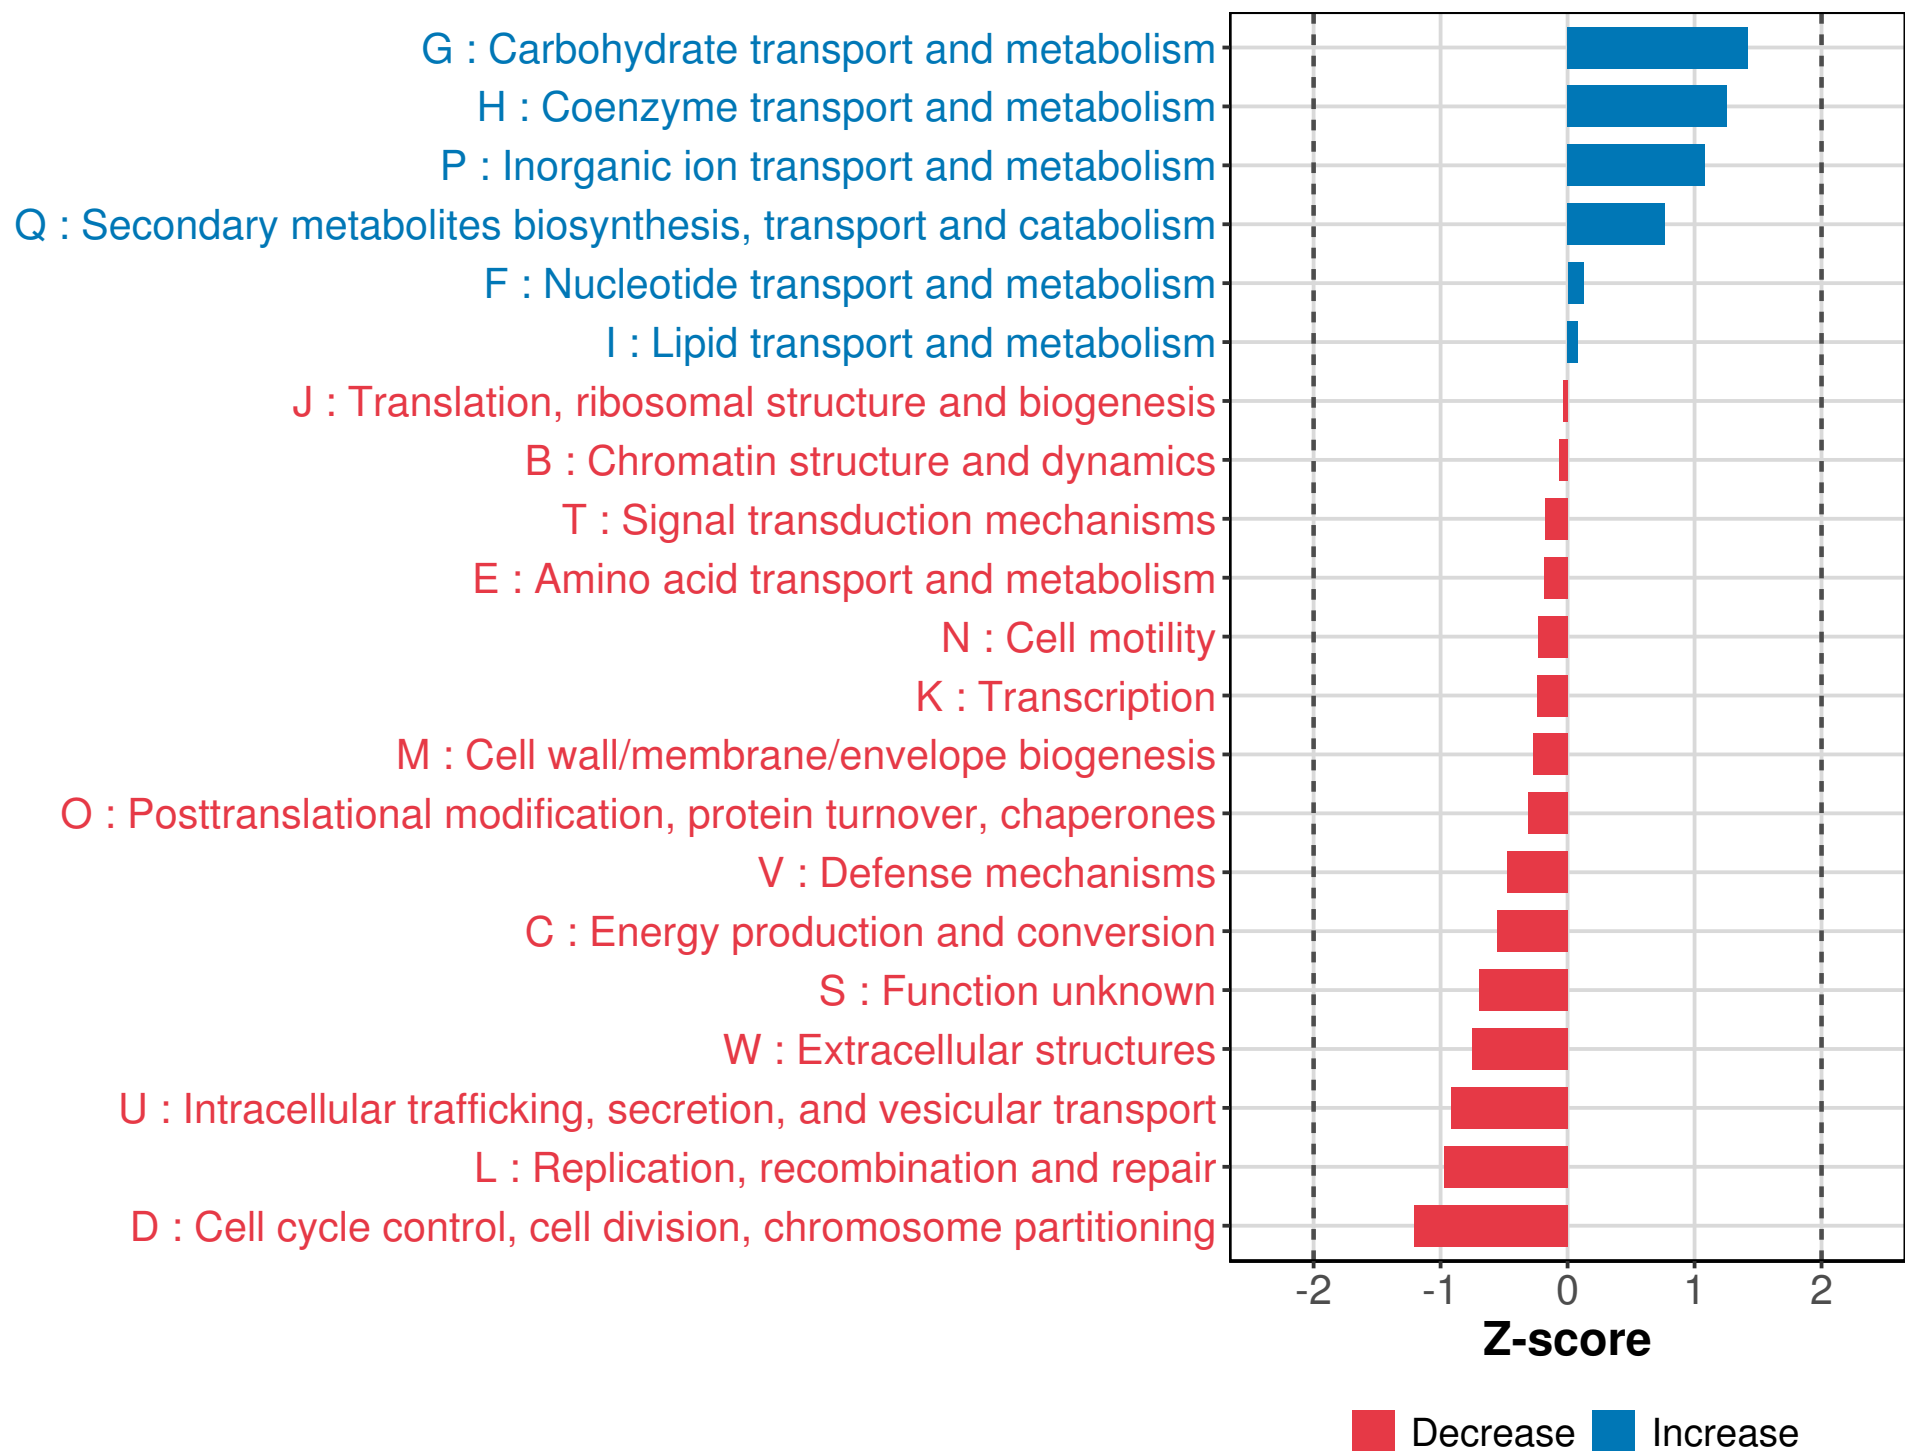 G : Carbohydrate transport and metabolism
H : Coenzyme transport and metabolism
P : Inorganic ion transport and metabolism
Q : Secondary metabolites biosynthesis, transport and catabolism
F : Nucleotide transport and metabolism
I : Lipid transport and metabolism
J : Translation, ribosomal structure and biogenesis
B : Chromatin structure and dynamics
T : Signal transduction mechanisms
E : Amino acid transport and metabolism
N : Cell motility
K : Transcription
M : Cell wall/membrane/envelope biogenesis
O : Posttranslational modification, protein turnover, chaperones
V : Defense mechanisms
C : Energy production and conversion
S : Function unknown
W : Extracellular structures
U : Intracellular trafficking, secretion, and vesicular transport
L : Replication, recombination and repair
D : Cell cycle control, cell division, chromosome partitioning
-2 -1 0 1 2
Z-score
Decrease Increase